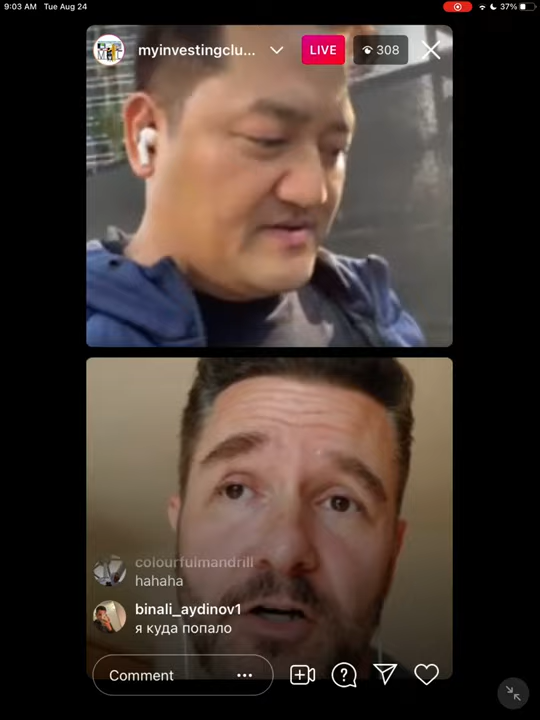 9:03 AM Tue Aug 24
37%
myinvestingclu...
LIVE
308
colourfulmandrill
hahaha
binali_aydinov1
я куда попало
Comment